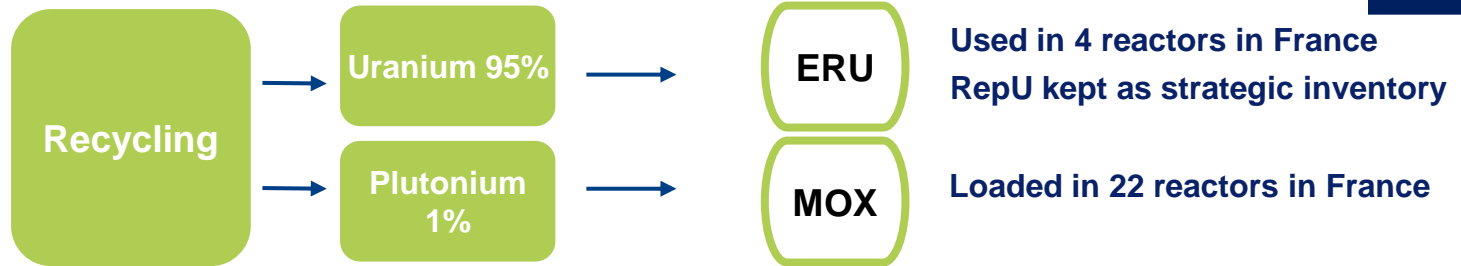 Recycling
Uranium 95%
ERU
Used in 4 reactors in France
RepU kept as strategic inventory
Plutonium
1%
MOX
Loaded in 22 reactors in France